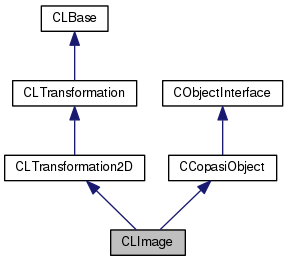 CLBase
CLTransformation
CObjectInterface
CLTransformation2D
CCopasiObject
CLImage